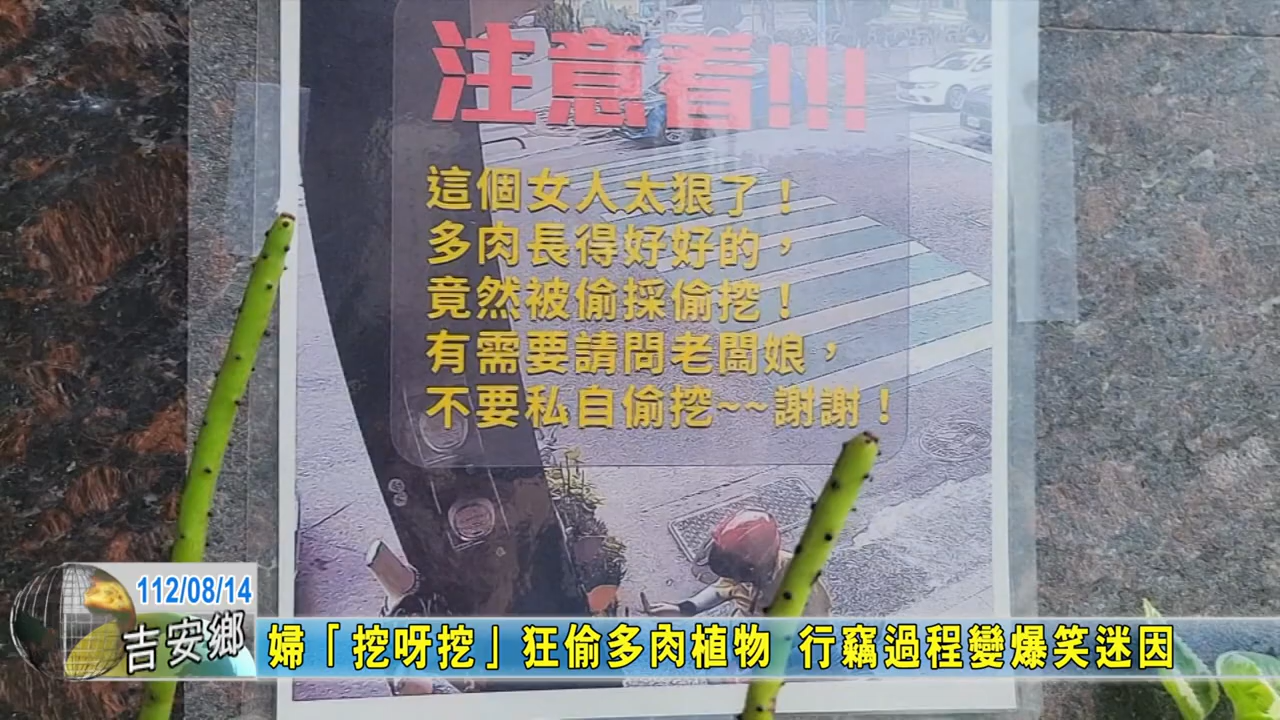 注意看!!!
這個女人太狠了！
多肉長得好好的，
竟然被偷採偷挖！
有需要請問老闆娘，
不要私自偷挖~~謝謝！
112/08/14
吉安鄉
婦「挖呀挖」狂偷多肉植物 行竊過程變爆笑迷因